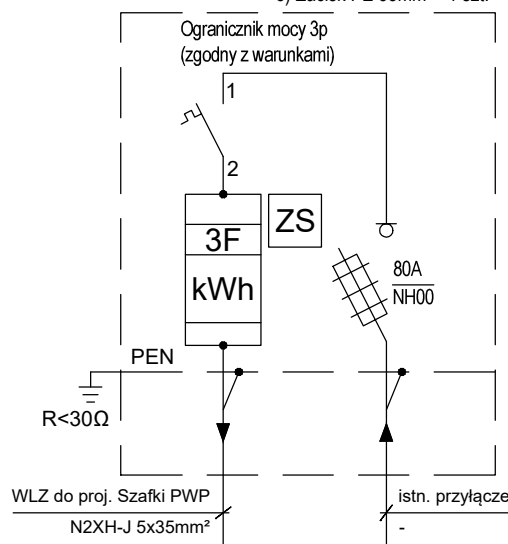 Ogranicznik mocy 3p
(zgodny z warunkami)
1
2
3F
ZS
kWh
80A
NH00
PEN
R<30Ω
WLZ do proj. Szafki PWP
N2XH-J 5x35mm²
istn. przyłącze
-